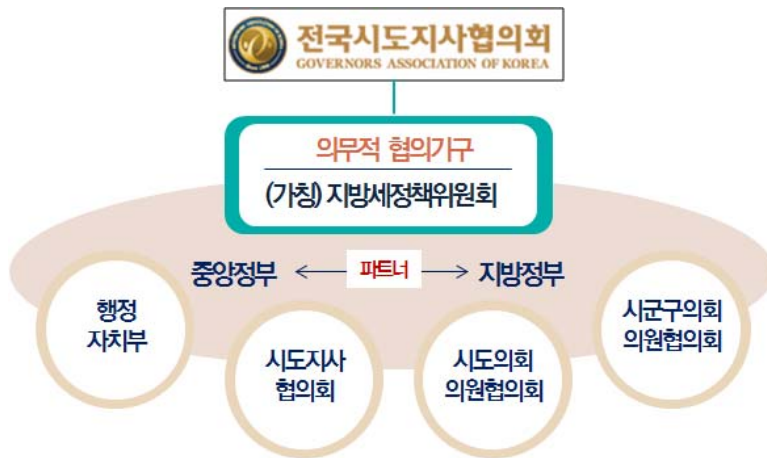 전국시도지사협의회
GOVERNORS ASSOCIATION OF KOREA
의무적 협의기구
(가칭) 지방세정책위원회
중앙정부 파트너 지방정부
행정
자치부
시도지사
협의회
시도의회
의원협의회
시군구의회
의원협의회